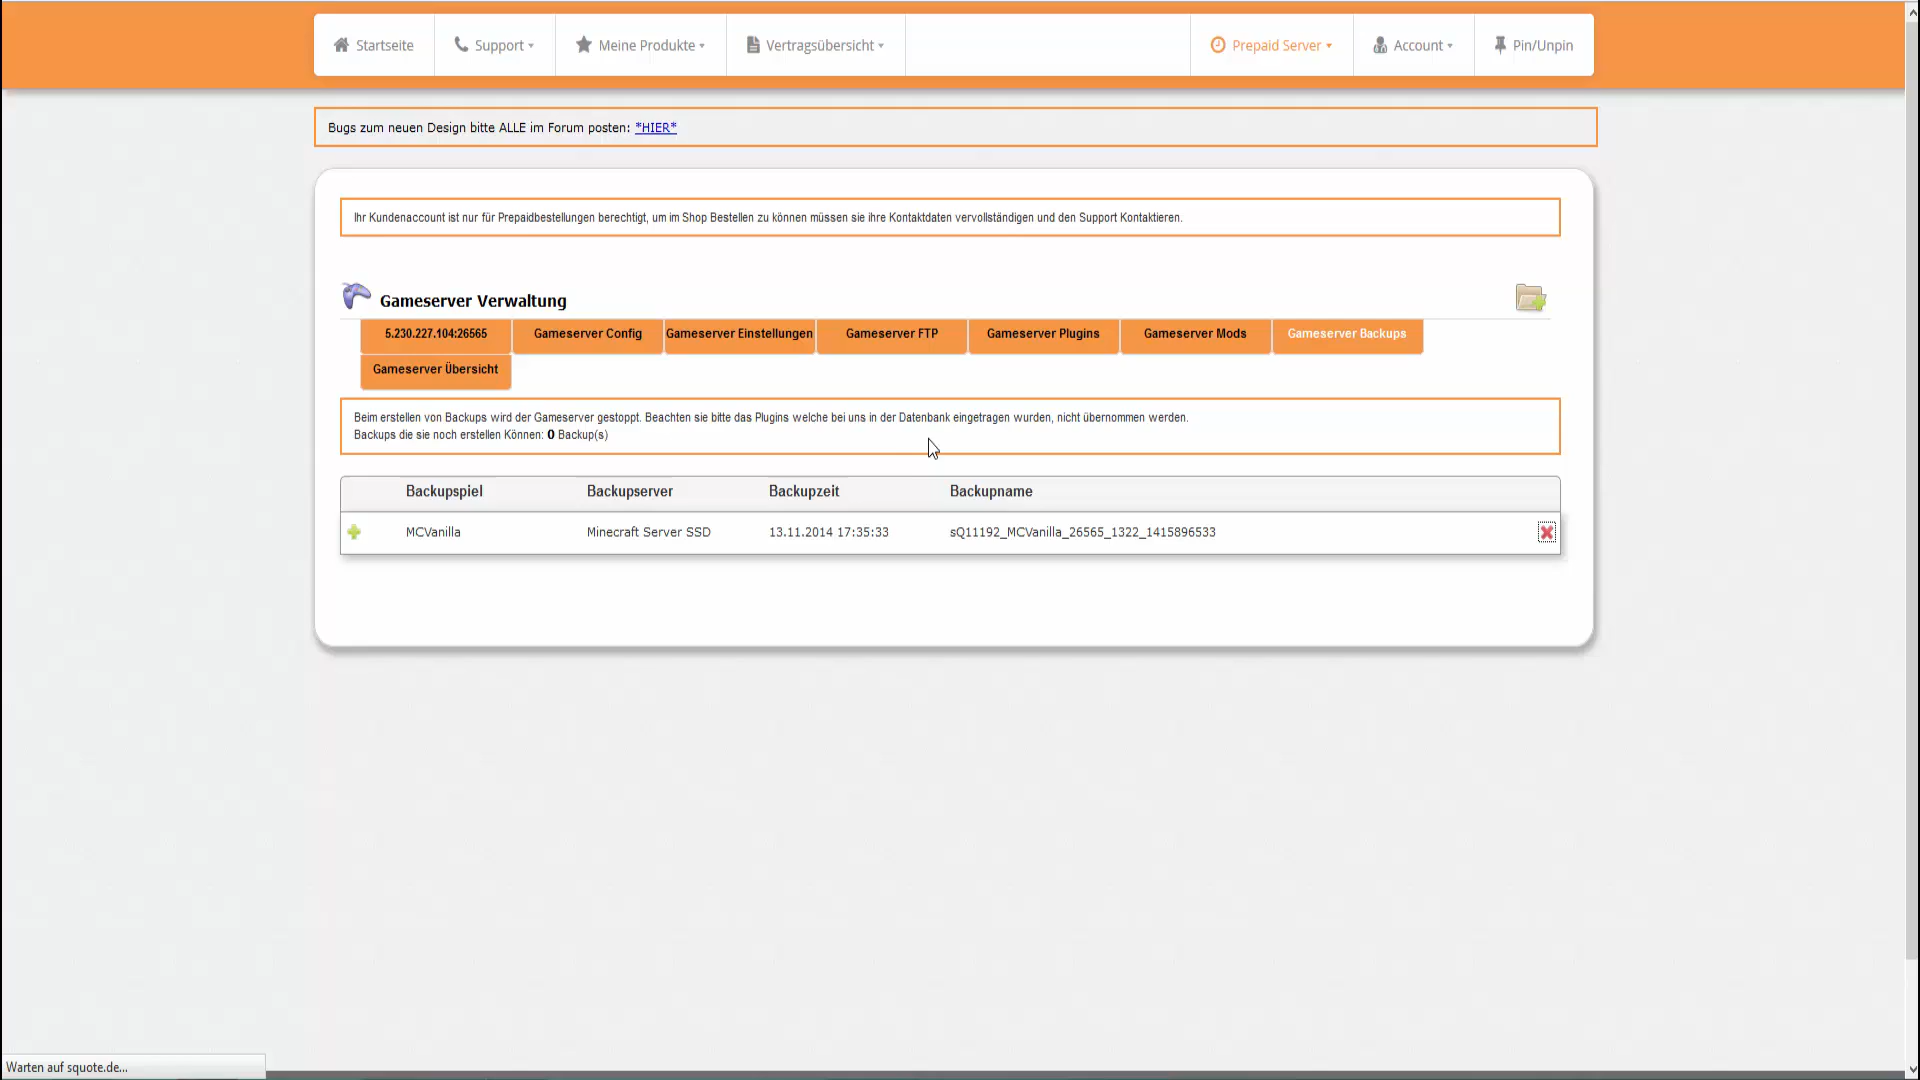 Startseite
Support
Meine Produkte
Vertragsübersicht
Prepaid Server
Account
Pin/Unpin
Bugs zum neuen Design bitte ALLE im Forum posten: *HIER*
Ihr Kundenaccount ist nur für Prepaidbestellungen berechtigt, um im Shop Bestellen zu können müssen sie ihre Kontaktdaten vervollständigen und den Support Kontaktieren.
Gameserver Verwaltung
5.230.227.104:26565
Gameserver Config
Gameserver Einstellungen
Gameserver FTP
Gameserver Plugins
Gameserver Mods
Gameserver Backups
Gameserver Übersicht
Beim erstellen von Backups wird der Gameserver gestoppt. Beachten sie bitte das Plugins welche bei uns in der Datenbank eingetragen wurden, nicht übernommen werden.
Backups die sie noch erstellen Können: 0 Backup(s)
Backupspiel Backupserver Backupzeit Backupname
MCVanilla Minecraft Server SSD 13.11.2014 17:35:33 sQ11192_MCVanilla_26565_1322_1415896533
Warten auf squote.de...